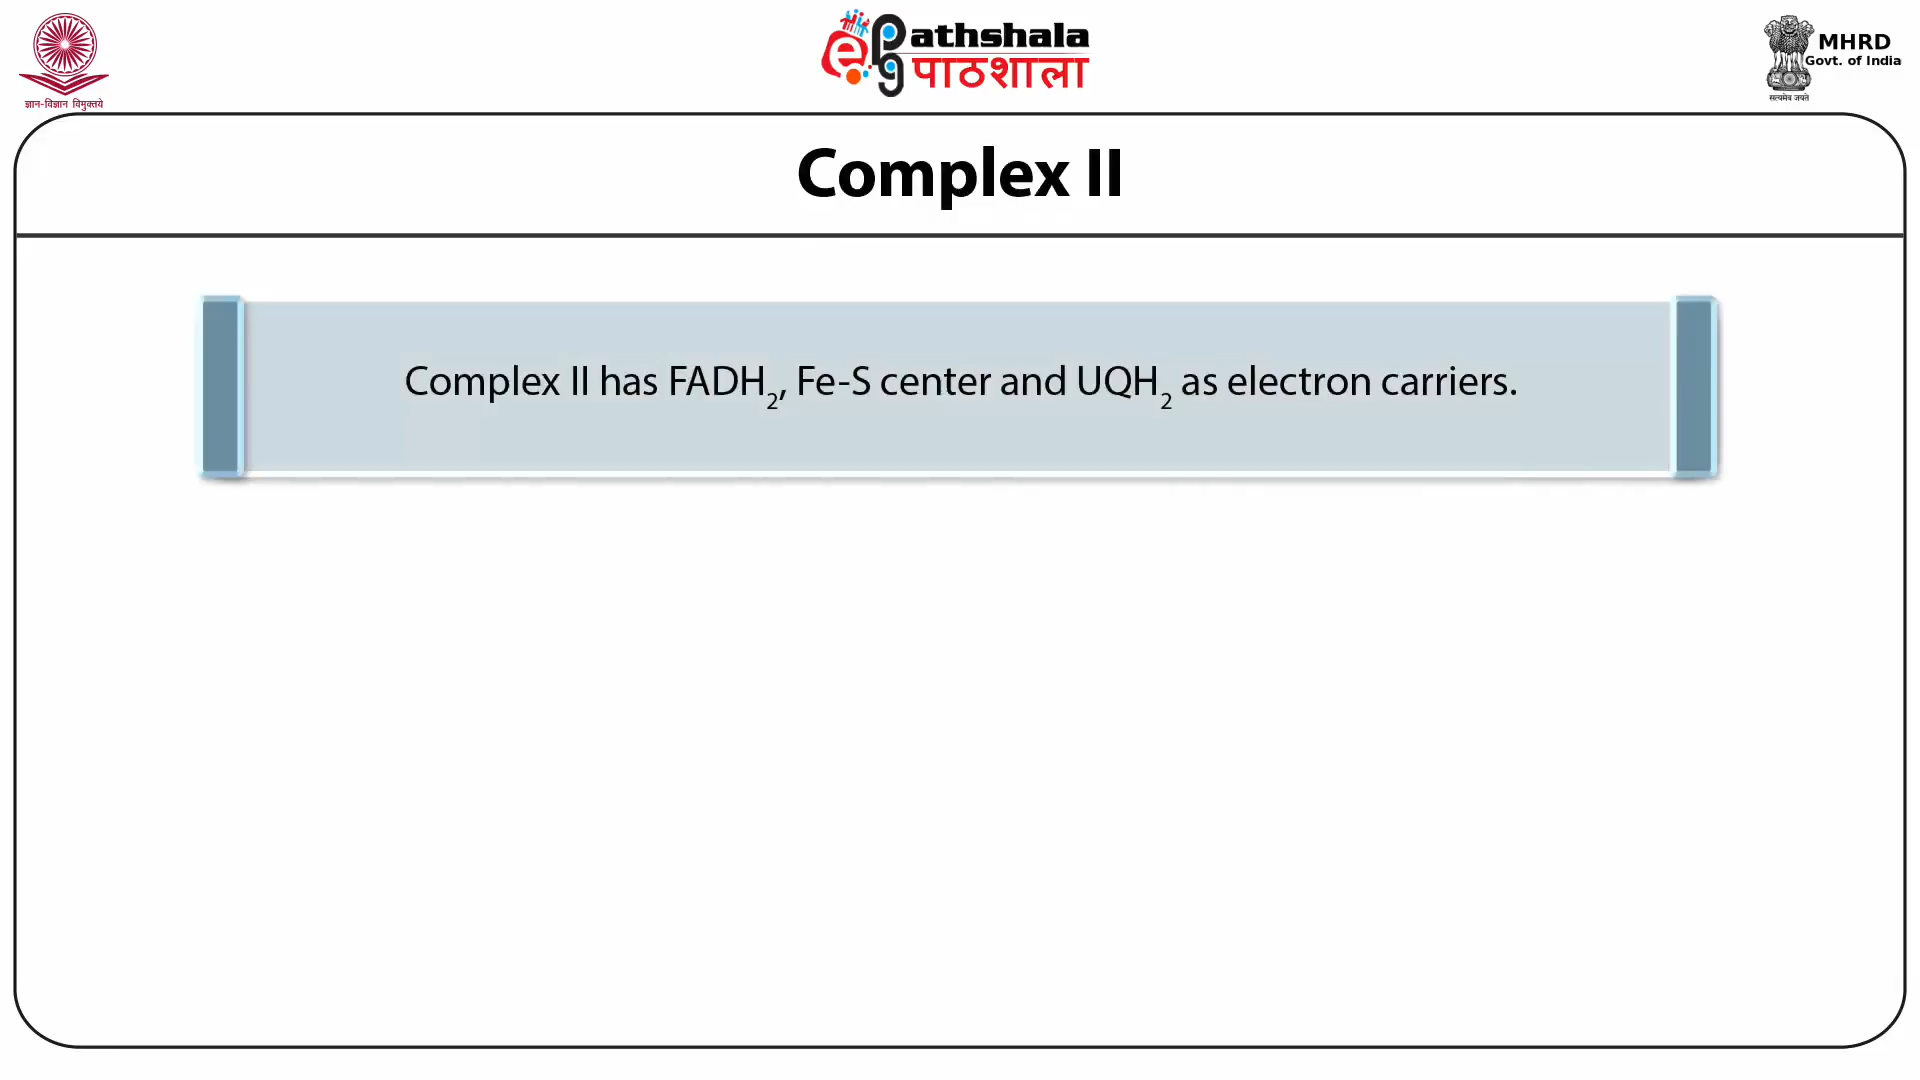 ज्ञान-विज्ञान विमुक्तये
ePG athshala
पाठशाला
MHRD
Govt. of India
सत्यमेव जयते
Complex II
Complex II has FADH₂, Fe-S center and UQH₂ as electron carriers.